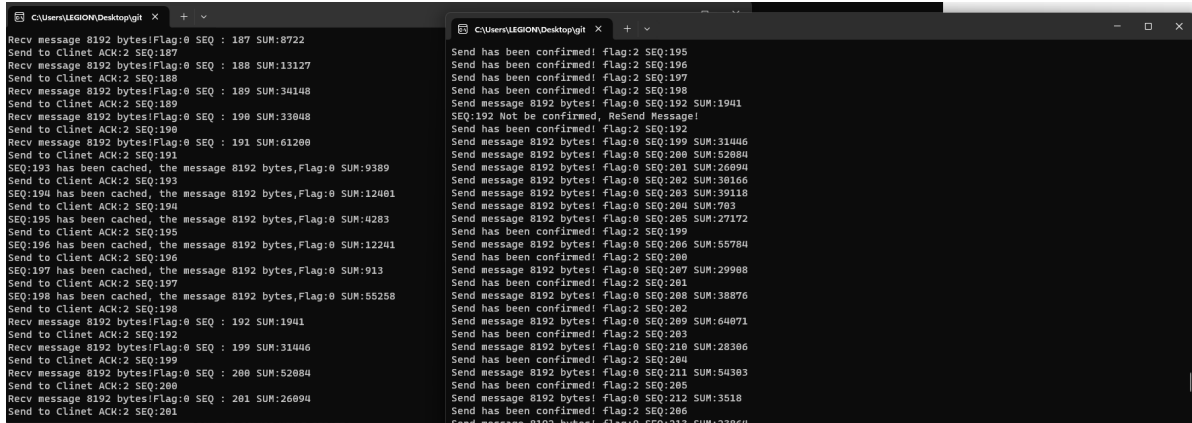 C:\Users\LEGION\Desktop\git
Recv message 8192 bytes!Flag:0 SEQ : 187 SUM:8722
Send to Clinet ACK:2 SEQ:187
Recv message 8192 bytes!Flag:0 SEQ : 188 SUM:13127
Send to Clinet ACK:2 SEQ:188
Recv message 8192 bytes!Flag:0 SEQ : 189 SUM:34148
Send to Clinet ACK:2 SEQ:189
Recv message 8192 bytes!Flag:0 SEQ : 190 SUM:33048
Send to Clinet ACK:2 SEQ:190
Recv message 8192 bytes!Flag:0 SEQ : 191 SUM:61200
Send to Clinet ACK:2 SEQ:191
SEQ:193 has been cached, the message 8192 bytes,Flag:0 SUM:9389
Send to Client ACK:2 SEQ:193
SEQ:194 has been cached, the message 8192 bytes,Flag:0 SUM:12401
Send to Client ACK:2 SEQ:194
SEQ:195 has been cached, the message 8192 bytes,Flag:0 SUM:4283
Send to Client ACK:2 SEQ:195
SEQ:196 has been cached, the message 8192 bytes,Flag:0 SUM:12241
Send to Client ACK:2 SEQ:196
SEQ:197 has been cached, the message 8192 bytes,Flag:0 SUM:913
Send to Client ACK:2 SEQ:197
SEQ:198 has been cached, the message 8192 bytes,Flag:0 SUM:55258
Send to Client ACK:2 SEQ:198
Recv message 8192 bytes!Flag:0 SEQ : 192 SUM:1941
Send to Clinet ACK:2 SEQ:192
Recv message 8192 bytes!Flag:0 SEQ : 199 SUM:31446
Send to Clinet ACK:2 SEQ:199
Recv message 8192 bytes!Flag:0 SEQ : 200 SUM:52084
Send to Clinet ACK:2 SEQ:200
Recv message 8192 bytes!Flag:0 SEQ : 201 SUM:26094
Send to Clinet ACK:2 SEQ:201
C:\Users\LEGION\Desktop\git
Send has been confirmed! flag:2 SEQ:195
Send has been confirmed! flag:2 SEQ:196
Send has been confirmed! flag:2 SEQ:197
Send has been confirmed! flag:2 SEQ:198
Send message 8192 bytes! flag:0 SEQ:192 SUM:1941
SEQ:192 Not be confirmed, ReSend Message!
Send has been confirmed! flag:2 SEQ:192
Send message 8192 bytes! flag:0 SEQ:199 SUM:31446
Send message 8192 bytes! flag:0 SEQ:200 SUM:52084
Send message 8192 bytes! flag:0 SEQ:201 SUM:26094
Send message 8192 bytes! flag:0 SEQ:202 SUM:30166
Send message 8192 bytes! flag:0 SEQ:203 SUM:39118
Send message 8192 bytes! flag:0 SEQ:204 SUM:703
Send message 8192 bytes! flag:0 SEQ:205 SUM:27172
Send has been confirmed! flag:2 SEQ:199
Send message 8192 bytes! flag:0 SEQ:206 SUM:55784
Send has been confirmed! flag:2 SEQ:200
Send message 8192 bytes! flag:0 SEQ:207 SUM:29908
Send has been confirmed! flag:2 SEQ:201
Send message 8192 bytes! flag:0 SEQ:208 SUM:38876
Send has been confirmed! flag:2 SEQ:202
Send message 8192 bytes! flag:0 SEQ:209 SUM:64071
Send has been confirmed! flag:2 SEQ:203
Send message 8192 bytes! flag:0 SEQ:210 SUM:28306
Send has been confirmed! flag:2 SEQ:204
Send message 8192 bytes! flag:0 SEQ:211 SUM:54303
Send has been confirmed! flag:2 SEQ:205
Send message 8192 bytes! flag:0 SEQ:212 SUM:3518
Send has been confirmed! flag:2 SEQ:206
Send message 8192 bytes! flag:0 SEQ:213